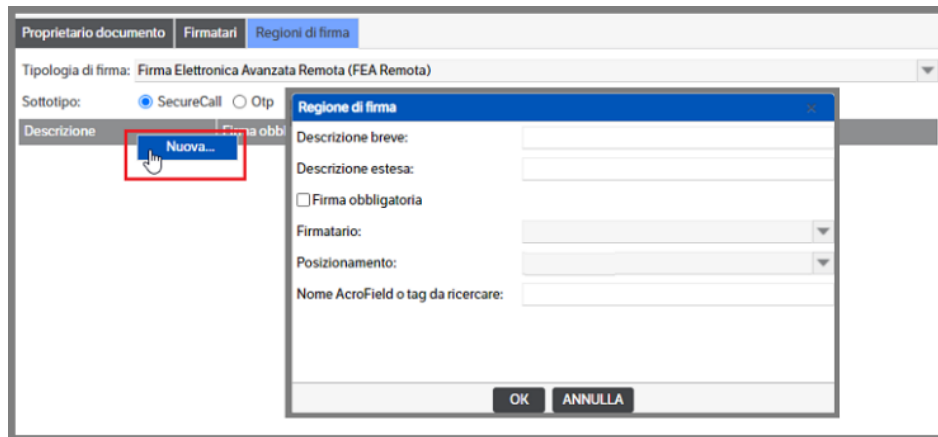 Proprietario documento Firmatari Regioni di firma
Tipologia di firma: Firma Elettronica Avanzata Remota (FEA Remota)
Sottotipo: SecureCall Otp
Descrizione Firma obbl
Nuova...
Regione di firma ×
Descrizione breve:
Descrizione estesa:
Firma obbligatoria
Firmatario:
Posizionamento:
Nome AcroField o tag da ricercare:
OK ANNULLA